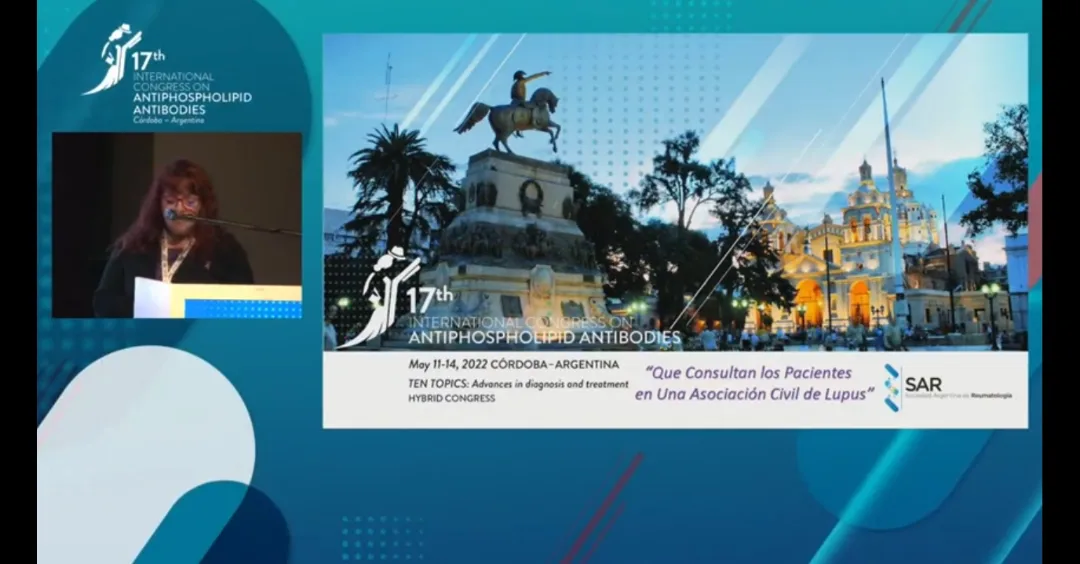 17th
INTERNATIONAL
CONGRESS ON
ANTIPHOSPHOLIPID
ANTIBODIES
Córdoba – Argentina
17th
INTERNATIONAL CONGRESS ON
ANTIPHOSPHOLIPID ANTIBODIES
May 11-14, 2022 CÓRDOBA–ARGENTINA
TEN TOPICS: Advances in diagnosis and treatment
HYBRID CONGRESS
“Que Consultan los Pacientes
en Una Asociación Civil de Lupus”
SAR
Sociedad Argentina de Reumatología